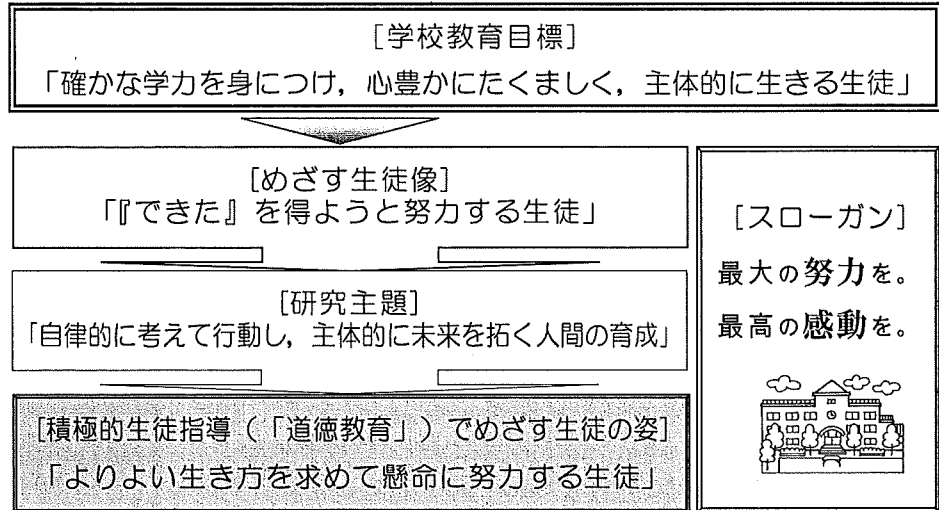 [学校教育目標]
「確かな学力を身につけ，心豊かにたくましく，主体的に生きる生徒」
[めざす生徒像]
「『できた』を得ようと努力する生徒」
[研究主題]
「自律的に考えて行動し，主体的に未来を拓く人間の育成」
[積極的生徒指導（「道徳教育」）でめざす生徒の姿]
「よりよい生き方を求めて懸命に努力する生徒」
[スローガン]
最大の努力を。
最高の感動を。